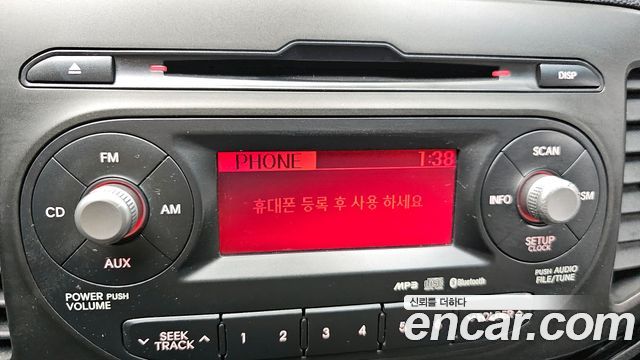 DISP
PHONE 1:38
휴대폰 등록 후 사용 하세요
FM
CD
AM
AUX
POWER PUSH
VOLUME
SCAN
INFO
SETUP
CLOCK
PUSH AUDIO
FILE/TUNE
MP3
Bluetooth
SEEK
TRACK
1 2 3 4
신뢰를 더하다
encar.com